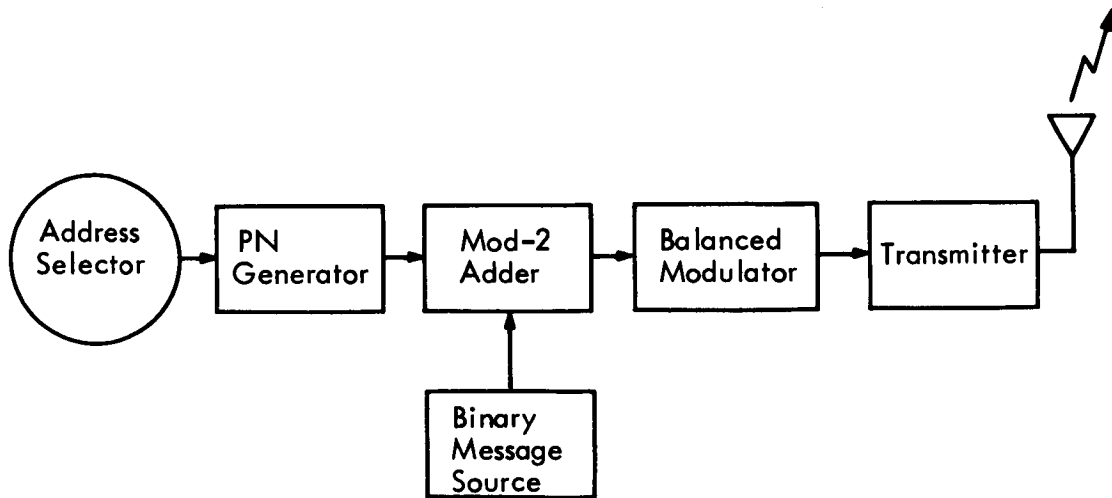 Address
Selector
PN
Generator
Mod-2
Adder
Balanced
Modulator
Transmitter
Binary
Message
Source